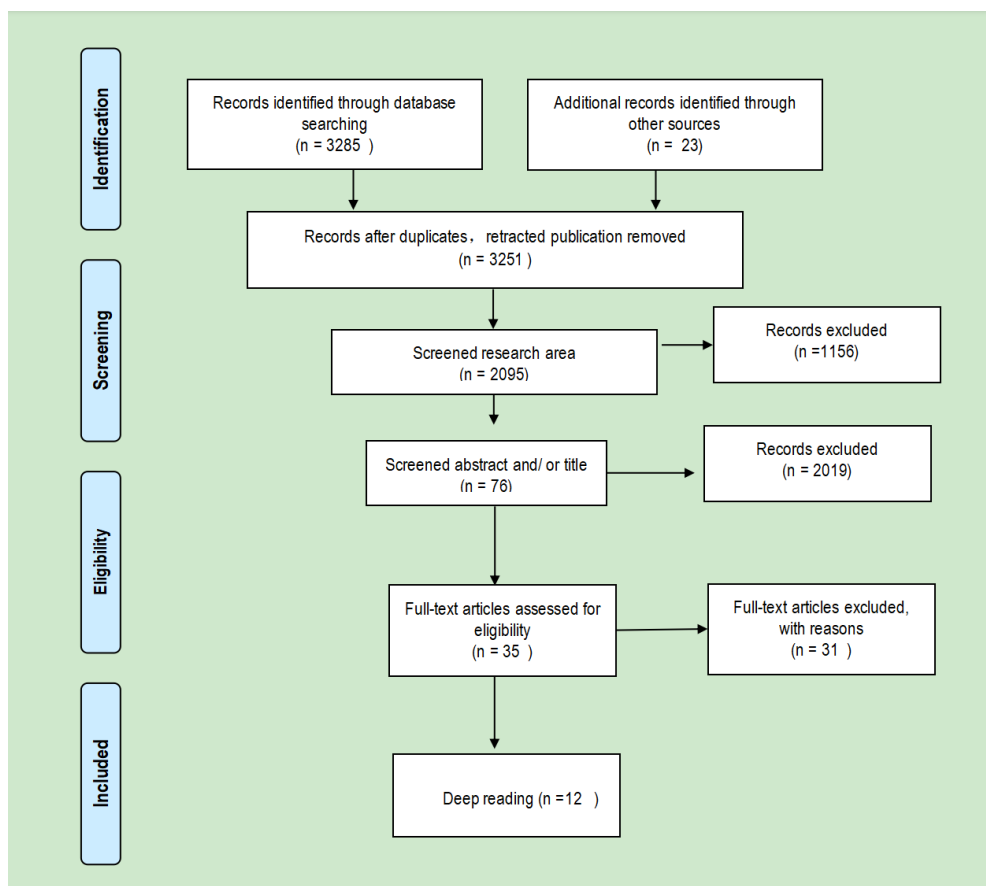 Identification
Records identified through database
searching
(n = 3285 )
Additional records identified through
other sources
(n = 23)
Records after duplicates，retracted publication removed
(n = 3251 )
Screening
Screened research area
(n = 2095)
Records excluded
(n =1156)
Screened abstract and/ or title
(n = 76)
Records excluded
(n = 2019)
Eligibility
Full-text articles assessed for
eligibility
(n = 35 )
Full-text articles excluded,
with reasons
(n = 31 )
Included
Deep reading (n =12 )